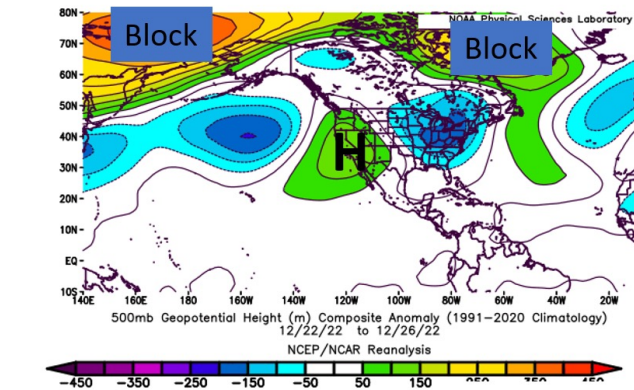 NOAA Physical Sciences Laboratory
Block
Block
80N
70N
60N
50N
40N
30N
20N
10N
EQ
10S
H
140E 160E 180 160W 140W 120W 100W 80W 60W 40W 20W
500mb Geopotential Height (m) Composite Anomaly (1991-2020 Climatology)
12/22/22 to 12/26/22
NCEP/NCAR Reanalysis
-450 -350 -250 -150 -50 50 150 250 350 450